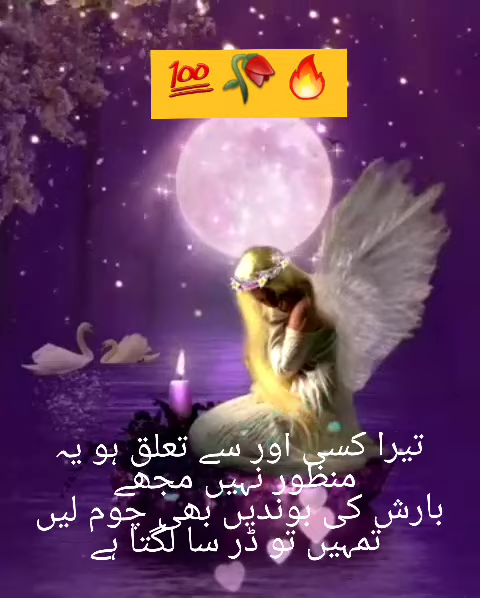 💯🥀🔥
تیرا کسی اور سے تعلق ہو یہ
منظور نہیں مجھے
بارش کی بوندیں بھی چوم لیں
تمہیں تو ڈر سا لگتا ہے